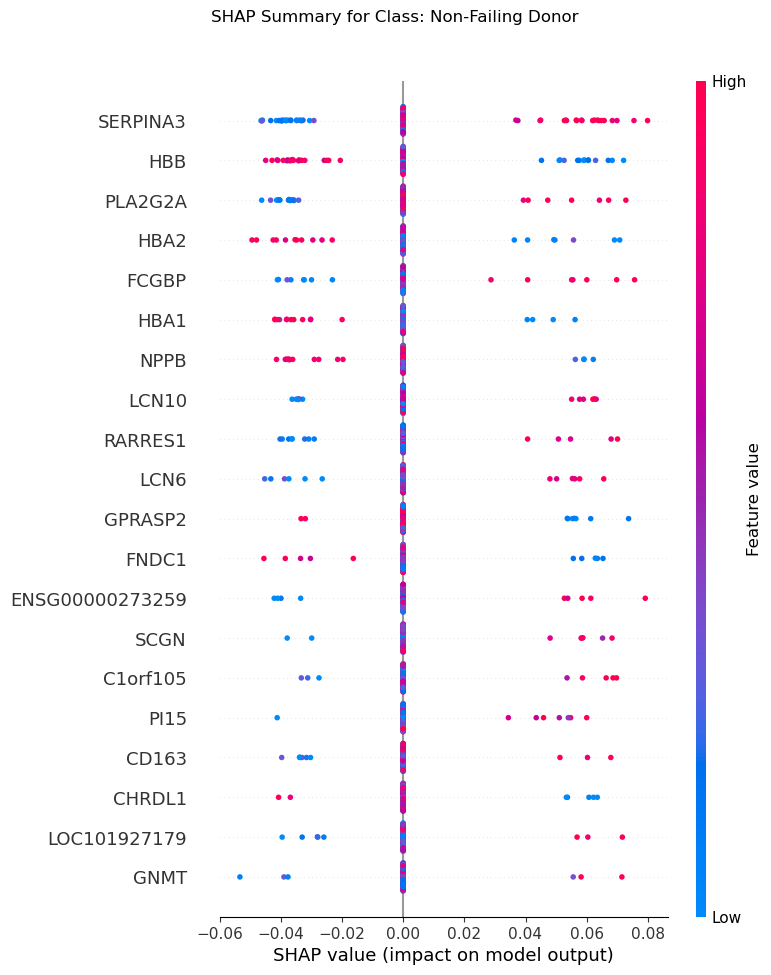 SHAP Summary for Class: Non-Failing Donor
High
SERPINA3
HBB
PLA2G2A
HBA2
FCGBP
HBA1
NPPB
LCN10
RARRES1
LCN6
GPRASP2
FNDC1
ENSG00000273259
SCGN
C1orf105
PI15
CD163
CHRDL1
LOC101927179
GNMT
Feature value
Low
−0.06 −0.04 −0.02 0.00 0.02 0.04 0.06 0.08
SHAP value (impact on model output)